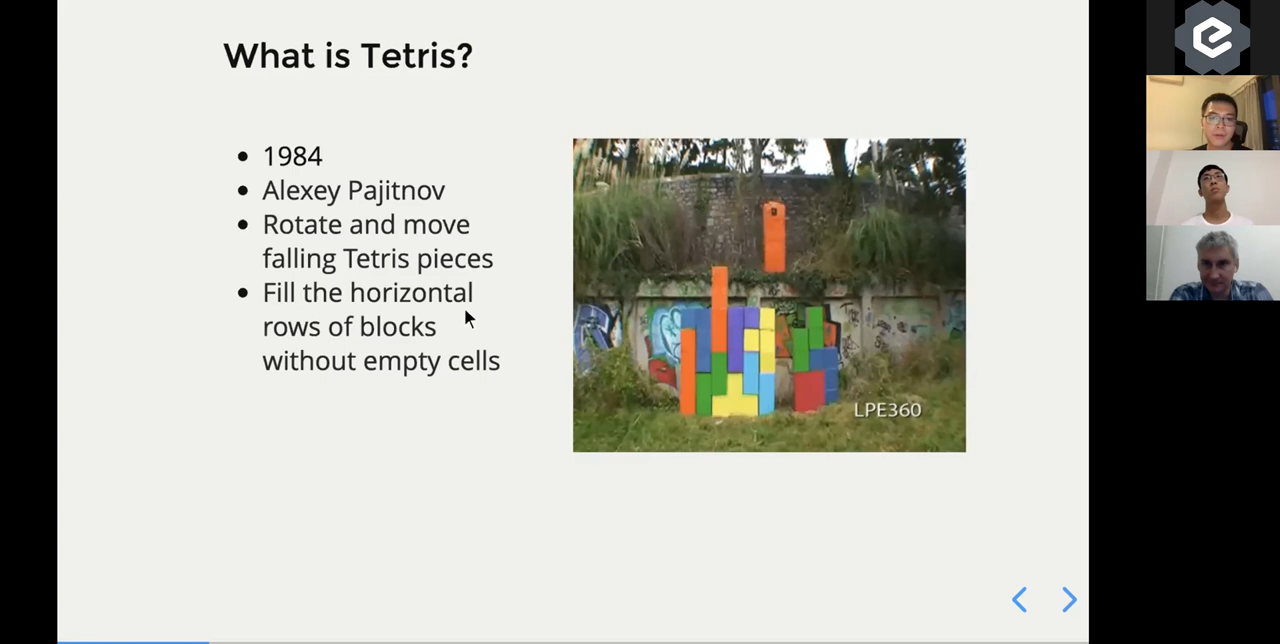 What is Tetris?
1984
Alexey Pajitnov
Rotate and move
falling Tetris pieces
Fill the horizontal
rows of blocks
without empty cells
LPE360